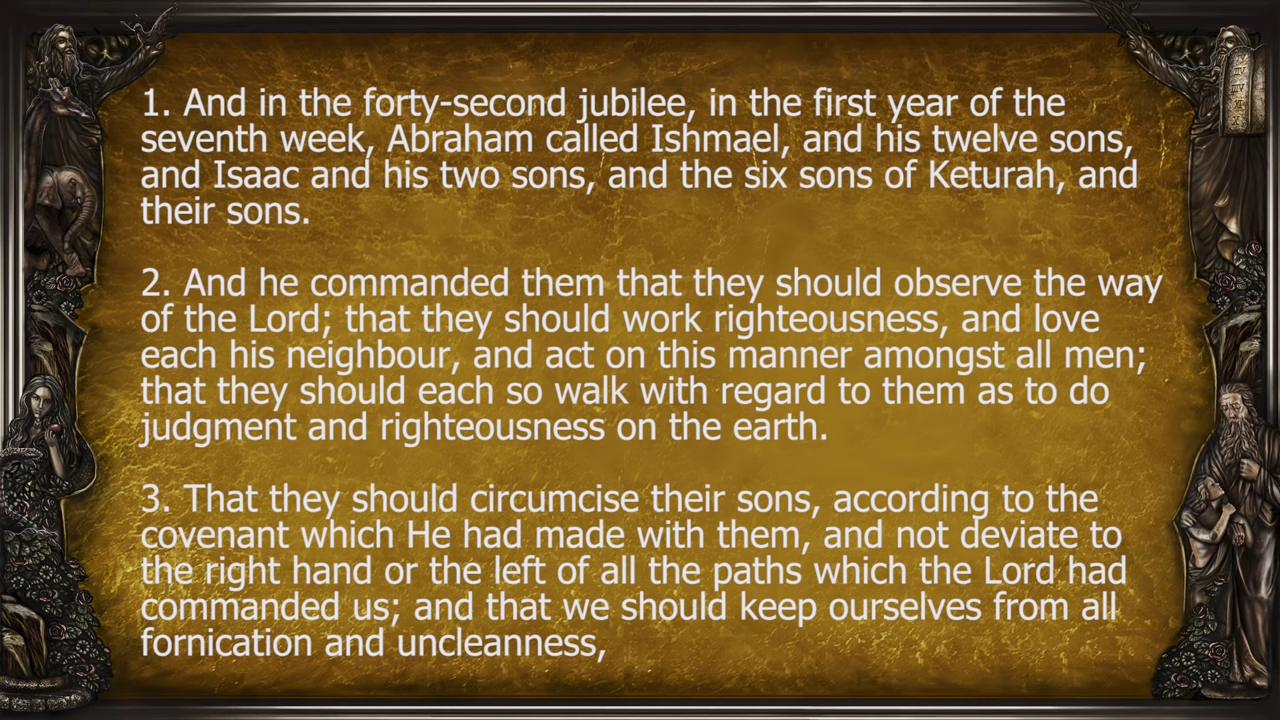 1. And in the forty-second jubilee, in the first year of the
seventh week, Abraham called Ishmael, and his twelve sons,
and Isaac and his two sons, and the six sons of Keturah, and
their sons.
2. And he commanded them that they should observe the way
of the Lord; that they should work righteousness, and love
each his neighbour, and act on this manner amongst all men;
that they should each so walk with regard to them as to do
judgment and righteousness on the earth.
3. That they should circumcise their sons, according to the
covenant which He had made with them, and not deviate to
the right hand or the left of all the paths which the Lord had
commanded us; and that we should keep ourselves from all
fornication and uncleanness,